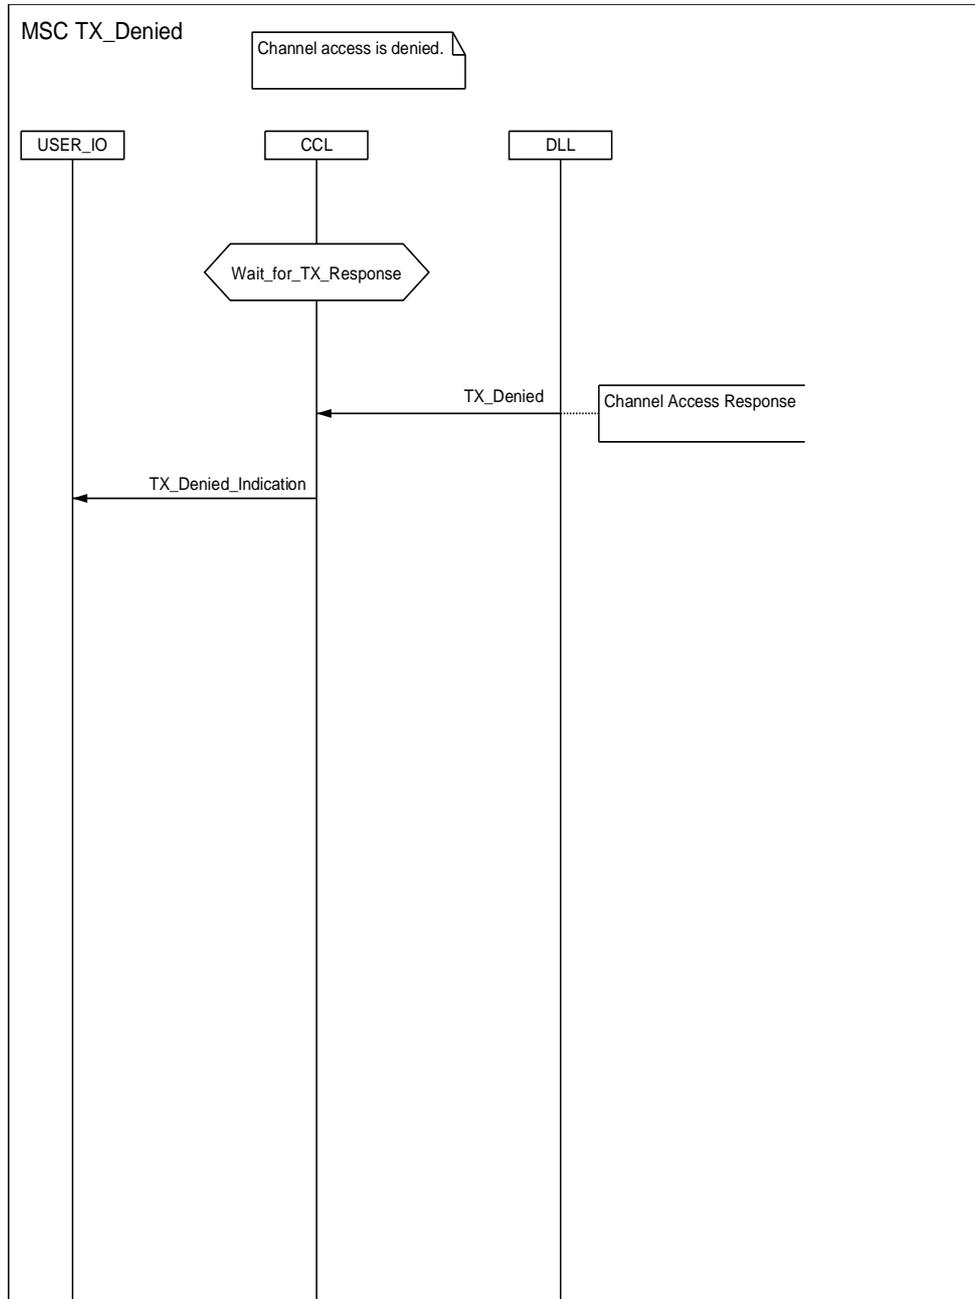 MSC TX_Denied
Channel access is denied.
USER_IO
CCL
DLL
Wait_for_TX_Response
TX_Denied
Channel Access Response
TX_Denied_Indication